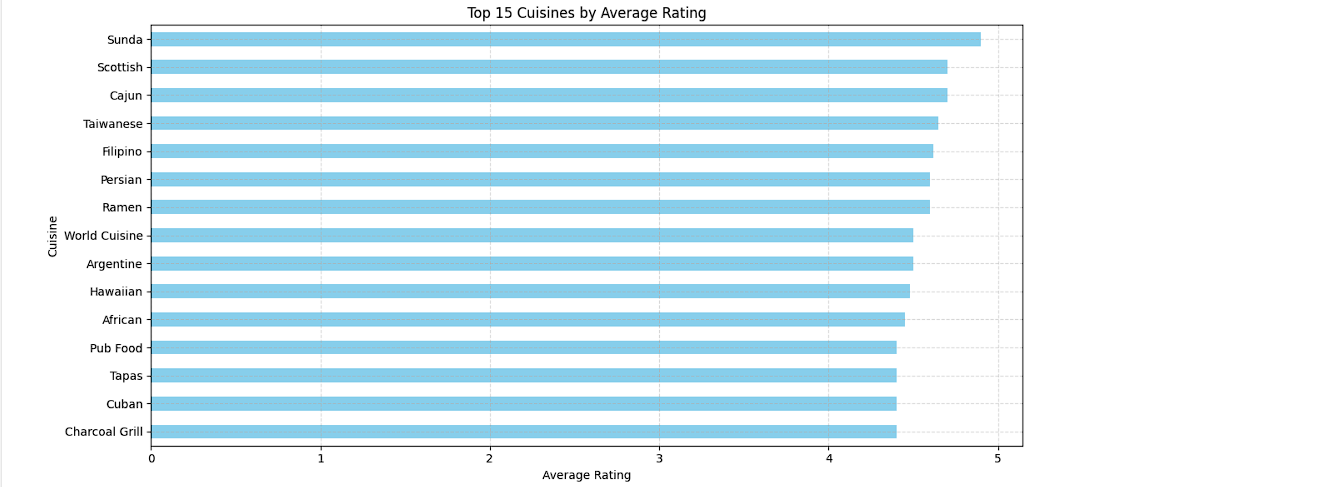 Top 15 Cuisines by Average Rating
Sunda
Scottish
Cajun
Taiwanese
Filipino
Persian
Ramen
World Cuisine
Argentine
Hawaiian
African
Pub Food
Tapas
Cuban
Charcoal Grill
Cuisine
0 1 2 3 4 5
Average Rating